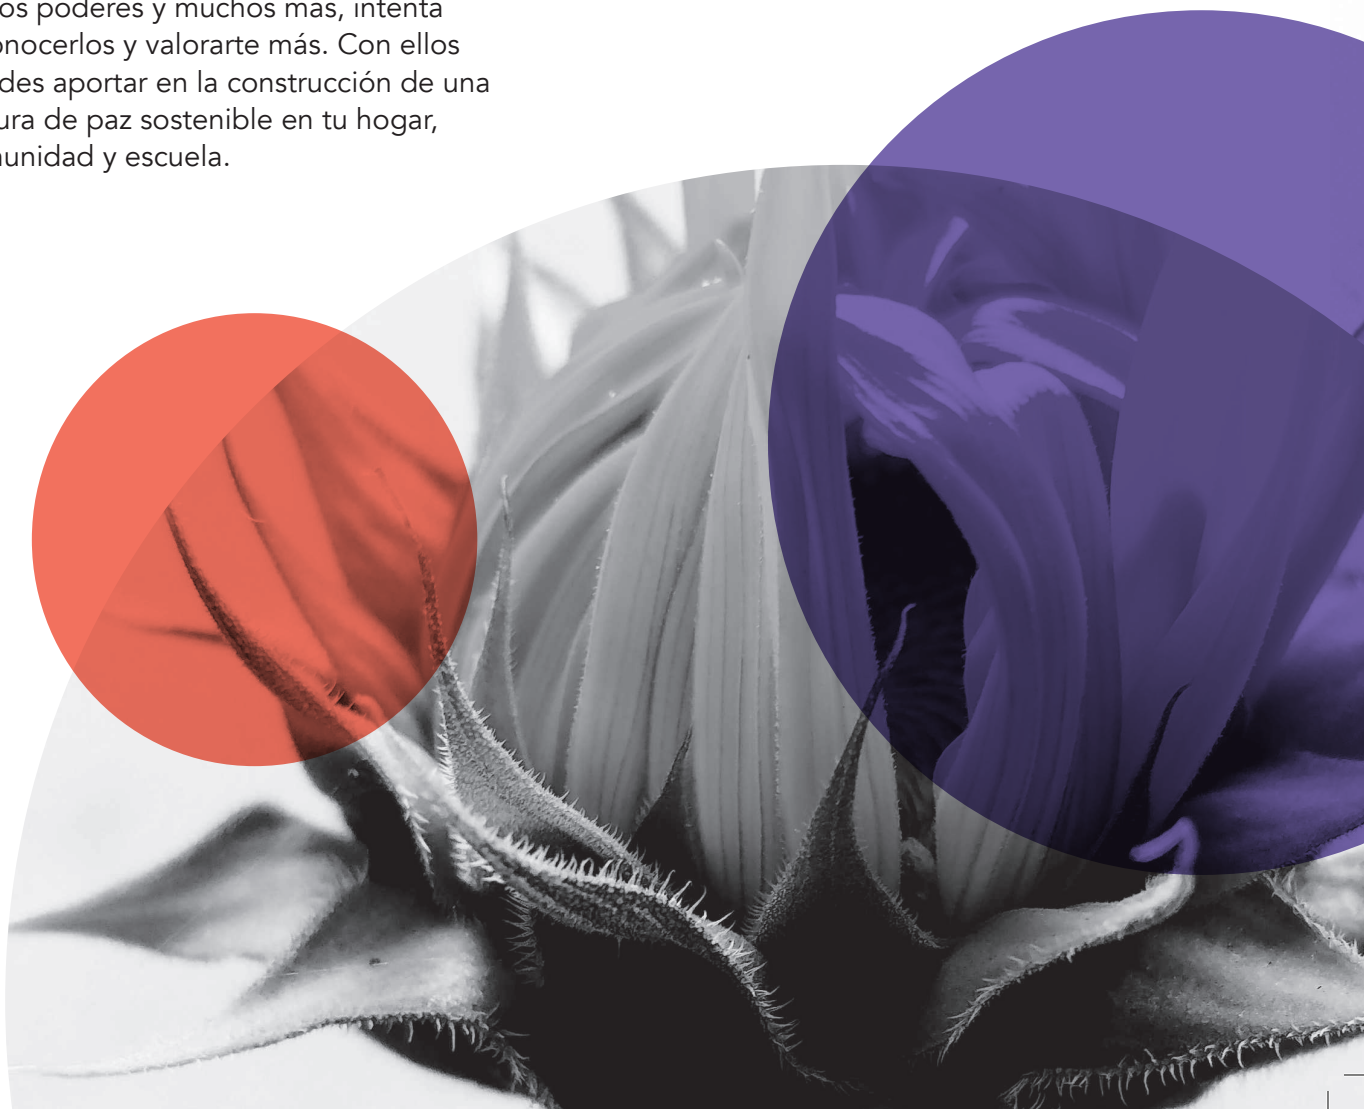 os poderes y muchos más, intenta
nocerlos y valorarte más. Con ellos
des aportar en la construcción de una
ura de paz sostenible en tu hogar,
unidad y escuela.